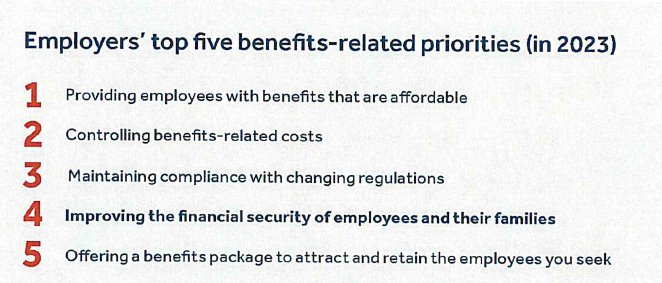 Employers’ top five benefits-related priorities (in 2023)
1 Providing employees with benefits that are affordable
2 Controlling benefits-related costs
3 Maintaining compliance with changing regulations
4 Improving the financial security of employees and their families
5 Offering a benefits package to attract and retain the employees you seek